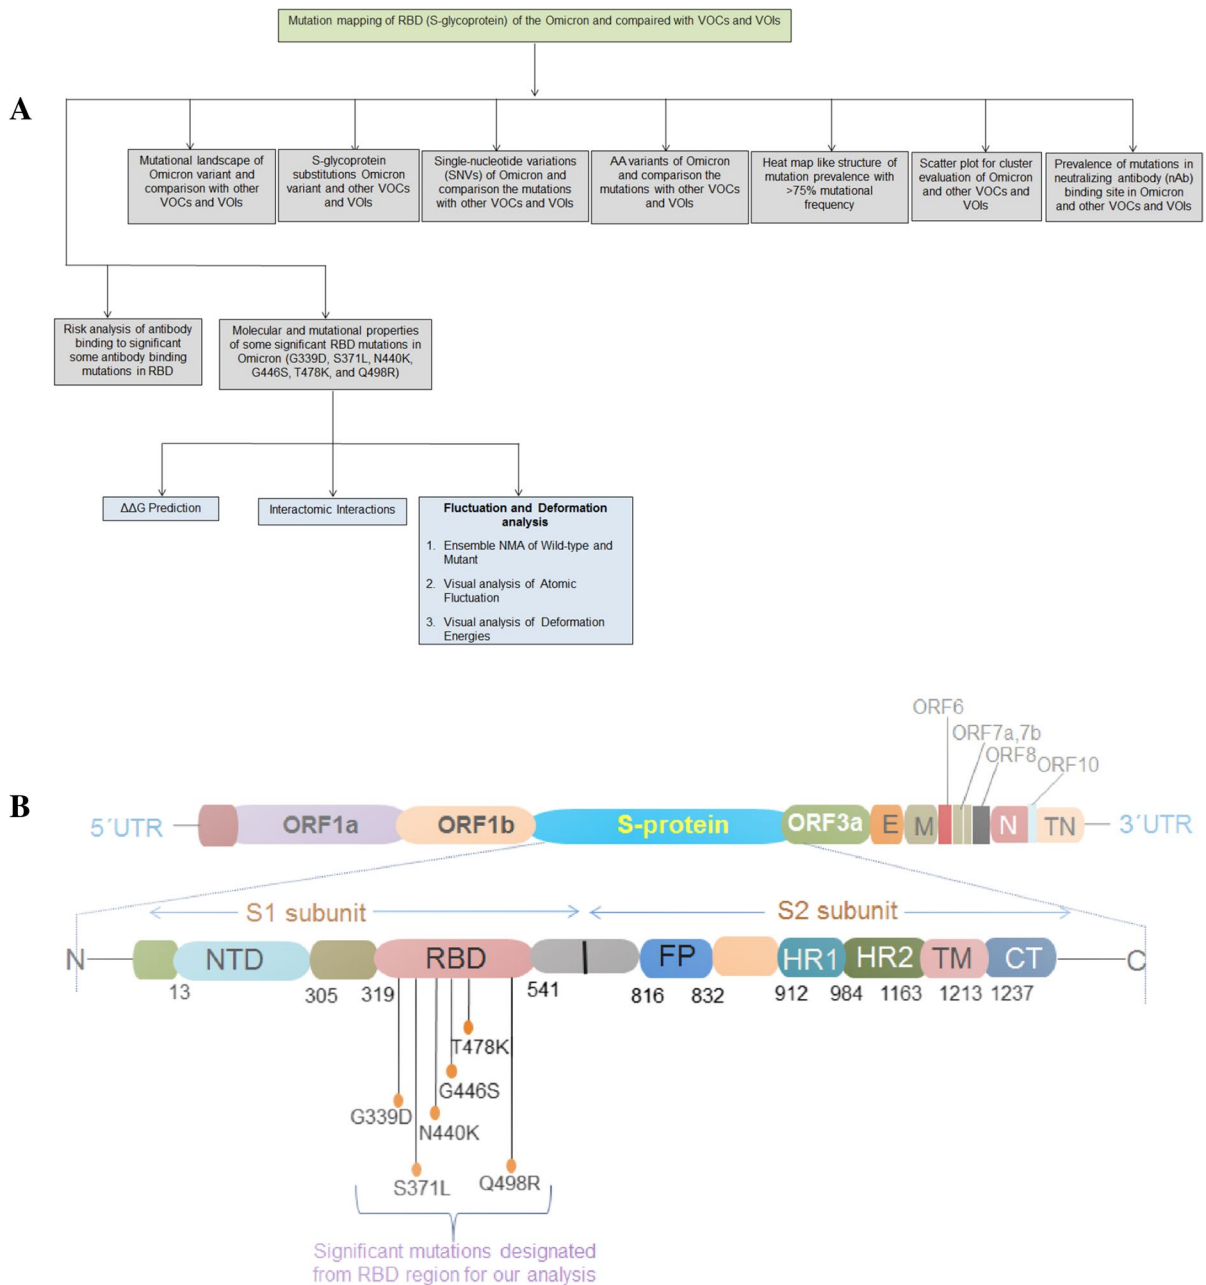 Mutation mapping of RBD (S-glycoprotein) of the Omicron and compaired with VOCs and VOIs
A
Mutational landscape of
Omicron variant and
comparison with other
VOCs and VOIs
S-glycoprotein
substitutions Omicron
variant and other VOCs
and VOIs
Single-nucleotide variations
(SNVs) of Omicron and
comparison the mutations
with other VOCs and VOIs
AA variants of Omicron
and comparison the
mutations with other VOCs
and VOIs
Heat map like structure of
mutation prevalence with
>75% mutational
frequency
Scatter plot for cluster
evaluation of Omicron
and other VOCs and
VOIs
Prevalence of mutations in
neutralizing antibody (nAb)
binding site in Omicron
and other VOCs and VOIs
Risk analysis of antibody
binding to significant
some antibody binding
mutations in RBD
Molecular and mutational properties
of some significant RBD mutations in
Omicron (G339D, S371L, N440K,
G446S, T478K, and Q498R)
ΔΔG Prediction
Interactomic Interactions
Fluctuation and Deformation
analysis
1. Ensemble NMA of Wild-type and
Mutant
2. Visual analysis of Atomic
Fluctuation
3. Visual analysis of Deformation
Energies
B
ORF6
ORF7a,7b
ORF8
ORF10
5´UTR
ORF1a
ORF1b
S-protein
ORF3a
E
M
N
TN
3´UTR
S1 subunit
S2 subunit
N
NTD
RBD
FP
HR1
HR2
TM
CT
C
13
305
319
541
816
832
912
984
1163
1213
1237
T478K
G446S
G339D
N440K
S371L
Q498R
Significant mutations designated
from RBD region for our analysis